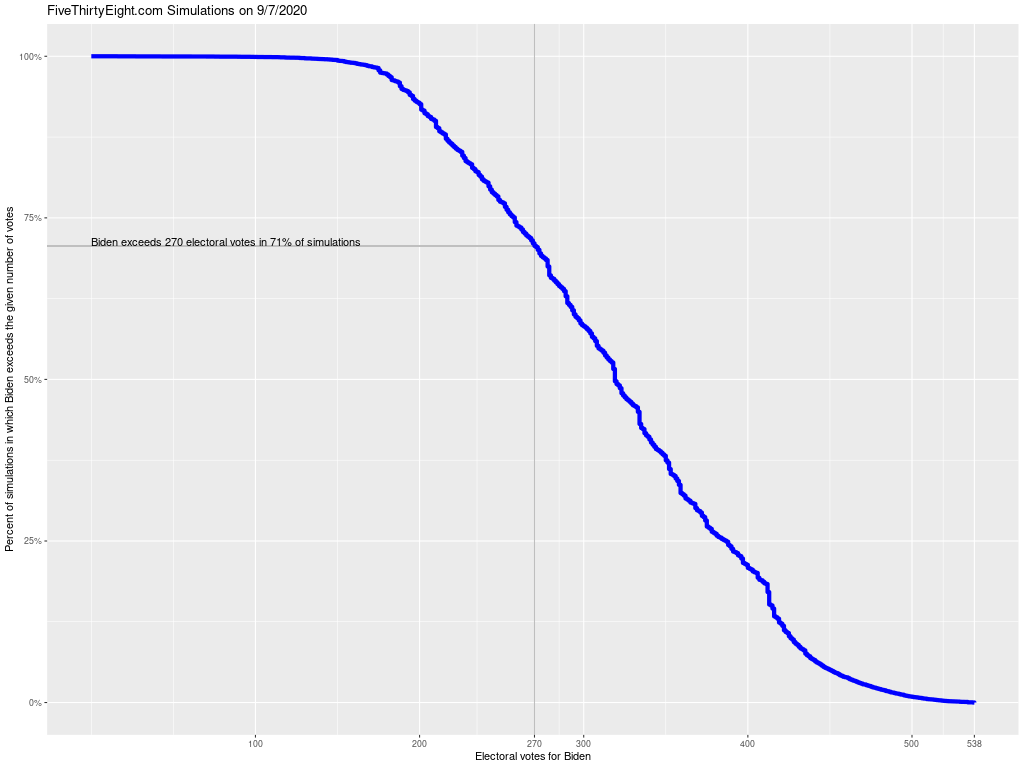 FiveThirtyEight.com Simulations on 9/7/2020
Percent of simulations in which Biden exceeds the given number of votes
100%
75%
Biden exceeds 270 electoral votes in 71% of simulations
50%
25%
0%
100 200 270 300 400 500 538
Electoral votes for Biden